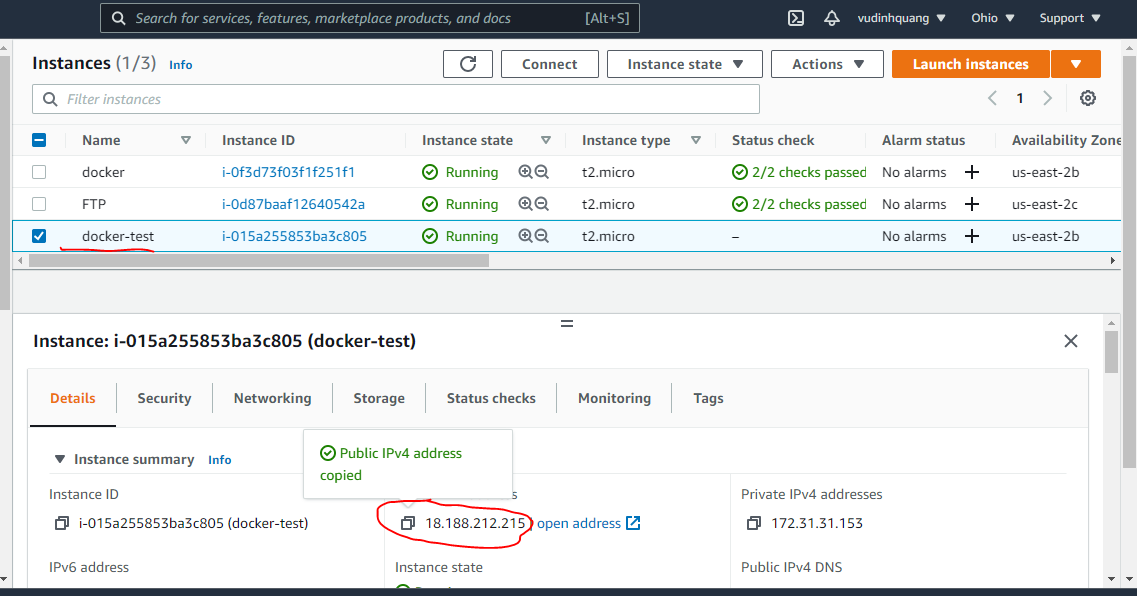 Search for services, features, marketplace products, and docs [Alt+S] vudinhquang Ohio Support
Instances (1/3) Info Connect Instance state Actions Launch instances
Filter instances 1
Name Instance ID Instance state Instance type Status check Alarm status Availability Zone
docker i-0f3d73f03f1f251f1 Running t2.micro 2/2 checks passed No alarms + us-east-2b
FTP i-0d87baaf12640542a Running t2.micro 2/2 checks passed No alarms + us-east-2c
docker-test i-015a255853ba3c805 Running t2.micro – No alarms + us-east-2b
Instance: i-015a255853ba3c805 (docker-test)
Details Security Networking Storage Status checks Monitoring Tags
Public IPv4 address
copied
Instance summary Info
Instance ID Private IPv4 addresses
i-015a255853ba3c805 (docker-test) 18.188.212.215 open address 172.31.31.153
IPv6 address Instance state Public IPv4 DNS